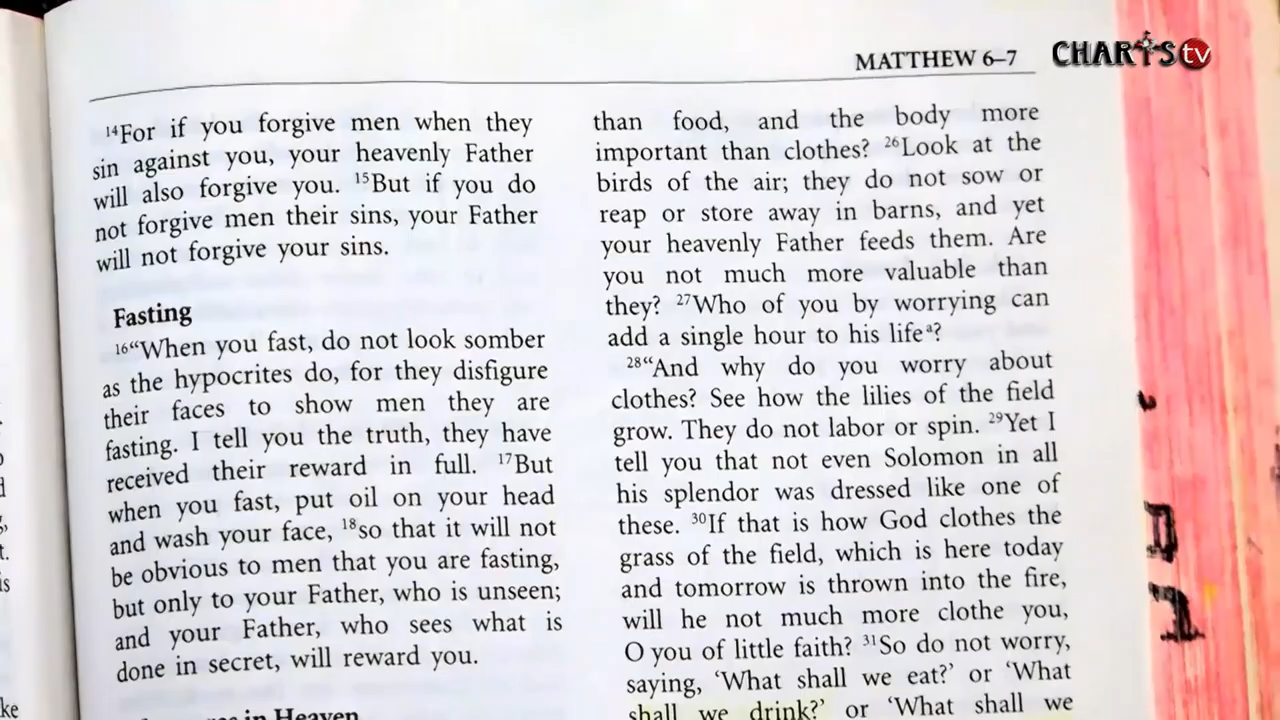 MATTHEW 6–7
CHARIS tv
¹⁴For if you forgive men when they
sin against you, your heavenly Father
will also forgive you. ¹⁵But if you do
not forgive men their sins, your Father
will not forgive your sins.
Fasting
¹⁶“When you fast, do not look somber
as the hypocrites do, for they disfigure
their faces to show men they are
fasting. I tell you the truth, they have
received their reward in full. ¹⁷But
when you fast, put oil on your head
and wash your face, ¹⁸so that it will not
be obvious to men that you are fasting,
but only to your Father, who is unseen;
and your Father, who sees what is
done in secret, will reward you.
in Heaven
than food, and the body more
important than clothes? ²⁶Look at the
birds of the air; they do not sow or
reap or store away in barns, and yet
your heavenly Father feeds them. Are
you not much more valuable than
they? ²⁷Who of you by worrying can
add a single hour to his lifeᵃ?
²⁸“And why do you worry about
clothes? See how the lilies of the field
grow. They do not labor or spin. ²⁹Yet I
tell you that not even Solomon in all
his splendor was dressed like one of
these. ³⁰If that is how God clothes the
grass of the field, which is here today
and tomorrow is thrown into the fire,
will he not much more clothe you,
O you of little faith? ³¹So do not worry,
saying, ‘What shall we eat?’ or ‘What
shall we drink?’ or ‘What shall we